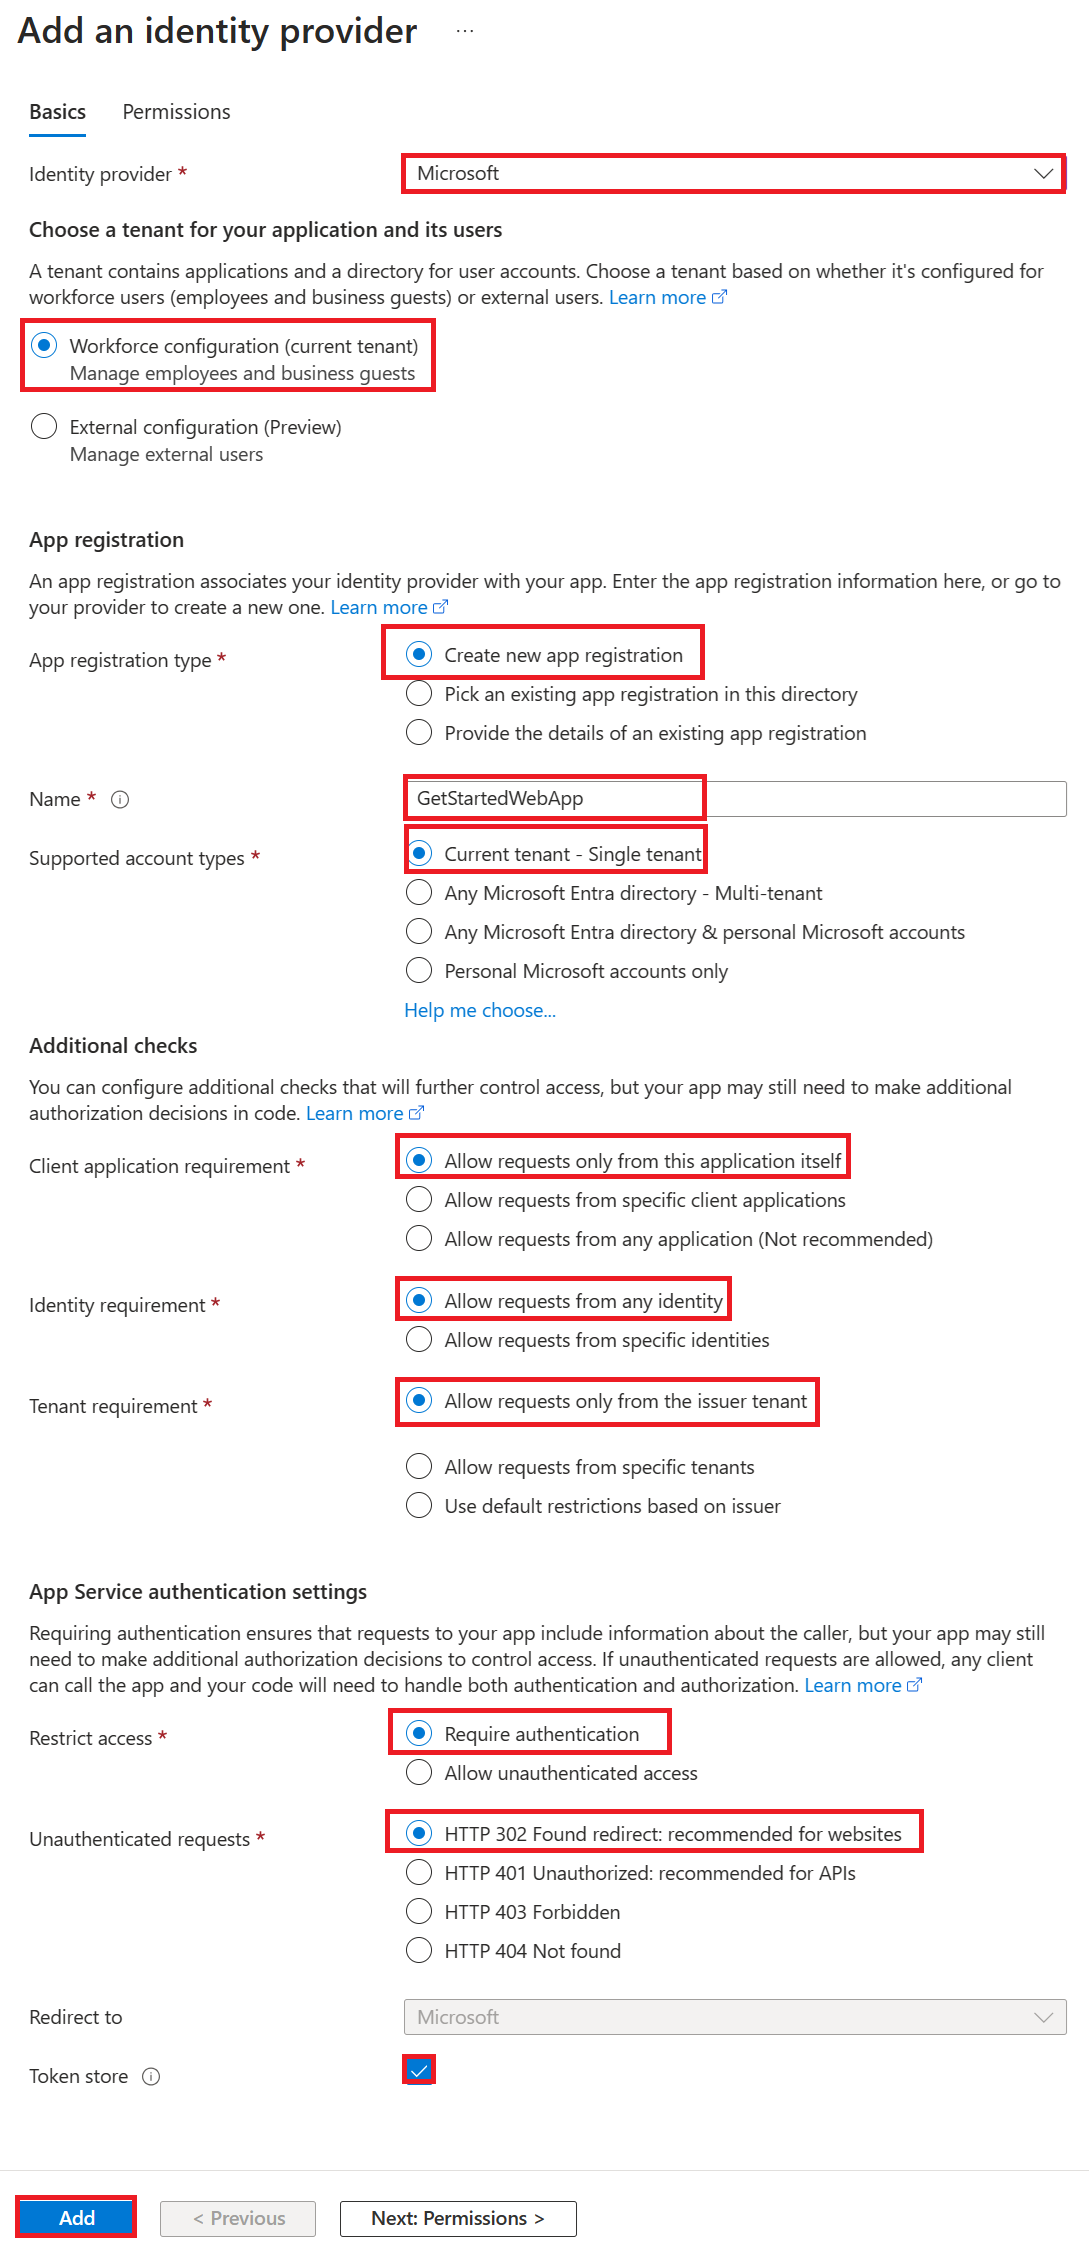 Add an identity provider ...
Basics Permissions
Identity provider * Microsoft
Choose a tenant for your application and its users
A tenant contains applications and a directory for user accounts. Choose a tenant based on whether it's configured for
workforce users (employees and business guests) or external users. Learn more
Workforce configuration (current tenant)
Manage employees and business guests
External configuration (Preview)
Manage external users
App registration
An app registration associates your identity provider with your app. Enter the app registration information here, or go to
your provider to create a new one. Learn more
App registration type * Create new app registration
Pick an existing app registration in this directory
Provide the details of an existing app registration
Name * GetStartedWebApp
Supported account types * Current tenant - Single tenant
Any Microsoft Entra directory - Multi-tenant
Any Microsoft Entra directory & personal Microsoft accounts
Personal Microsoft accounts only
Help me choose...
Additional checks
You can configure additional checks that will further control access, but your app may still need to make additional
authorization decisions in code. Learn more
Client application requirement * Allow requests only from this application itself
Allow requests from specific client applications
Allow requests from any application (Not recommended)
Identity requirement * Allow requests from any identity
Allow requests from specific identities
Tenant requirement * Allow requests only from the issuer tenant
Allow requests from specific tenants
Use default restrictions based on issuer
App Service authentication settings
Requiring authentication ensures that requests to your app include information about the caller, but your app may still
need to make additional authorization decisions to control access. If unauthenticated requests are allowed, any client
can call the app and your code will need to handle both authentication and authorization. Learn more
Restrict access * Require authentication
Allow unauthenticated access
Unauthenticated requests * HTTP 302 Found redirect: recommended for websites
HTTP 401 Unauthorized: recommended for APIs
HTTP 403 Forbidden
HTTP 404 Not found
Redirect to Microsoft
Token store
Add < Previous Next: Permissions >